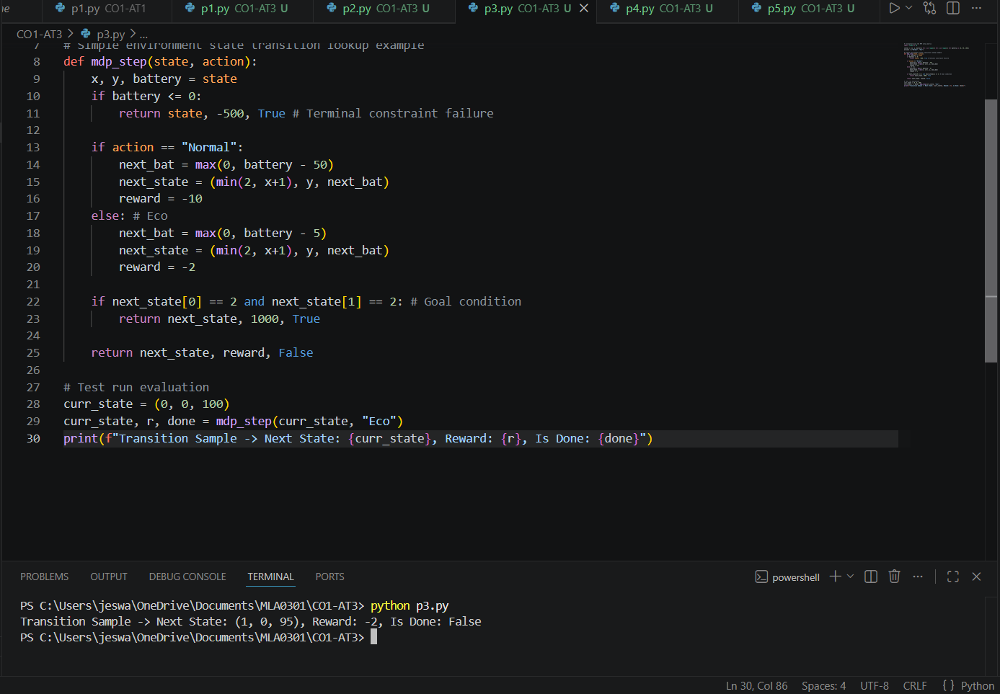 p1.py CO1-AT1
p1.py CO1-AT3 U
p2.py CO1-AT3 U
p3.py CO1-AT3 U
p4.py CO1-AT3 U
p5.py CO1-AT3 U
CO1-AT3 > p3.py > ...
7 # Simple environment state transition lookup example
8 def mdp_step(state, action):
9     x, y, battery = state
10     if battery <= 0:
11         return state, -500, True # Terminal constraint failure
12
13     if action == "Normal":
14         next_bat = max(0, battery - 50)
15         next_state = (min(2, x+1), y, next_bat)
16         reward = -10
17     else: # Eco
18         next_bat = max(0, battery - 5)
19         next_state = (min(2, x+1), y, next_bat)
20         reward = -2
21
22     if next_state[0] == 2 and next_state[1] == 2: # Goal condition
23         return next_state, 1000, True
24
25     return next_state, reward, False
26
27 # Test run evaluation
28 curr_state = (0, 0, 100)
29 curr_state, r, done = mdp_step(curr_state, "Eco")
30 print(f"Transition Sample -> Next State: {curr_state}, Reward: {r}, Is Done: {done}")
PROBLEMS OUTPUT DEBUG CONSOLE TERMINAL PORTS
powershell
PS C:\Users\jeswa\OneDrive\Documents\MLA0301\CO1-AT3> python p3.py
Transition Sample -> Next State: (1, 0, 95), Reward: -2, Is Done: False
PS C:\Users\jeswa\OneDrive\Documents\MLA0301\CO1-AT3>
Ln 30, Col 86 Spaces: 4 UTF-8 CRLF { } Python